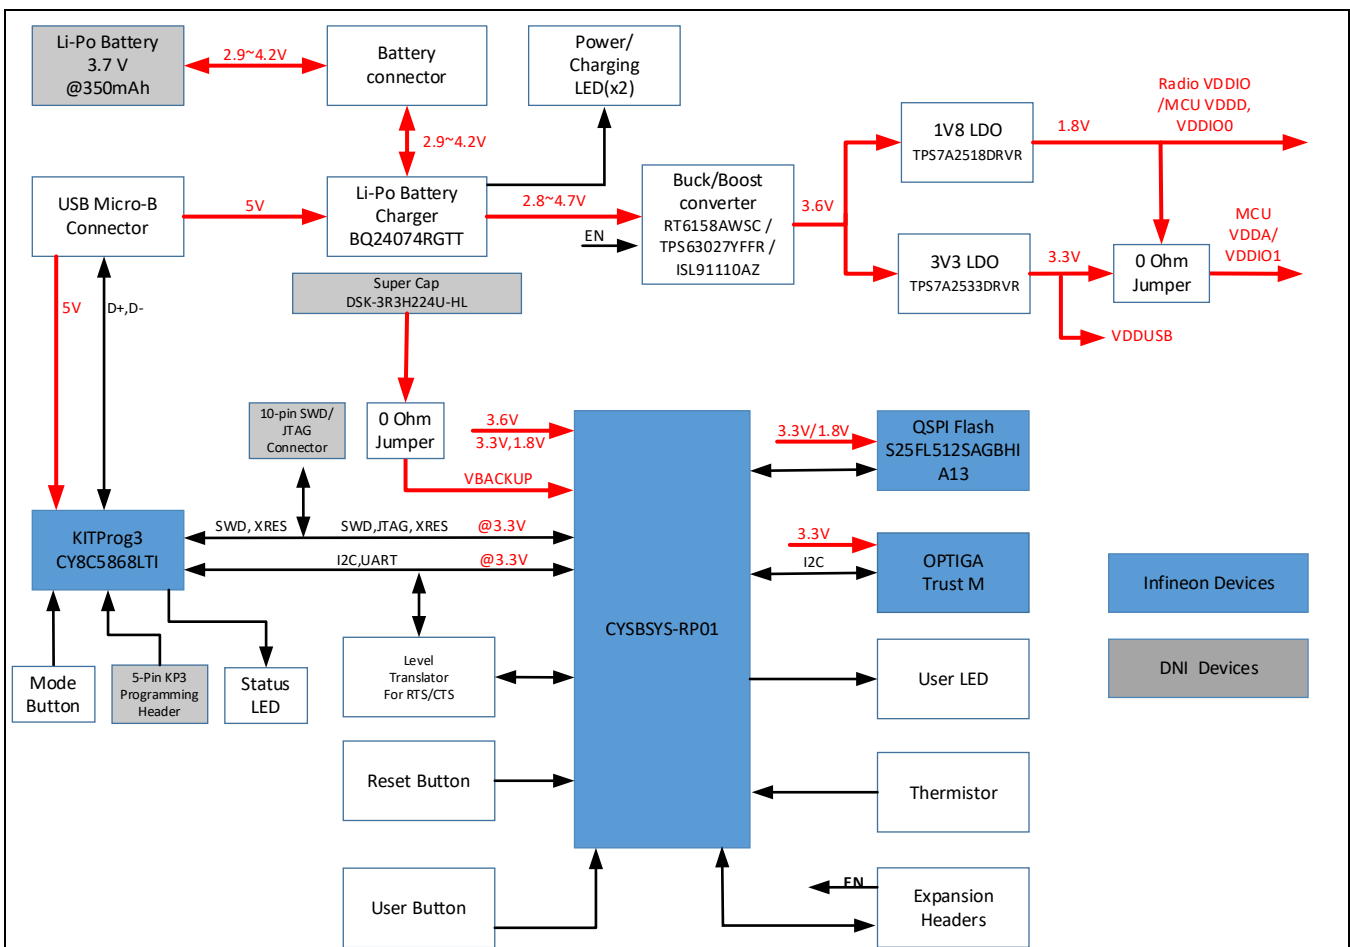 Li-Po Battery
3.7 V
@350mAh
2.9~4.2V
Battery
connector
Power/
Charging
LED(x2)
2.9~4.2V
USB Micro-B
Connector
5V
Li-Po Battery
Charger
BQ24074RGTT
2.8~4.7V
EN
Buck/Boost
converter
RT6158AWSC /
TPS63027YFFR /
ISL91110AZ
3.6V
1V8 LDO
TPS7A2518DRVR
1.8V
Radio VDDIO
/MCU VDDD,
VDDIO0
3V3 LDO
TPS7A2533DRVR
3.3V
0 Ohm
Jumper
MCU
VDDA/
VDDIO1
VDDUSB
5V
D+,D-
Super Cap
DSK-3R3H224U-HL
10-pin SWD/
JTAG
Connector
0 Ohm
Jumper
3.6V
3.3V,1.8V
VBACKUP
KITProg3
CY8C5868LTI
SWD, XRES
SWD,JTAG, XRES
@3.3V
I2C,UART
@3.3V
Mode
Button
5-Pin KP3
Programming
Header
Status
LED
Level
Translator
For RTS/CTS
Reset Button
User Button
CYSBSYS-RP01
3.3V/1.8V
QSPI Flash
S25FL512SAGBHI
A13
3.3V
I2C
OPTIGA
Trust M
User LED
Thermistor
EN
Expansion
Headers
Infineon Devices
DNI Devices